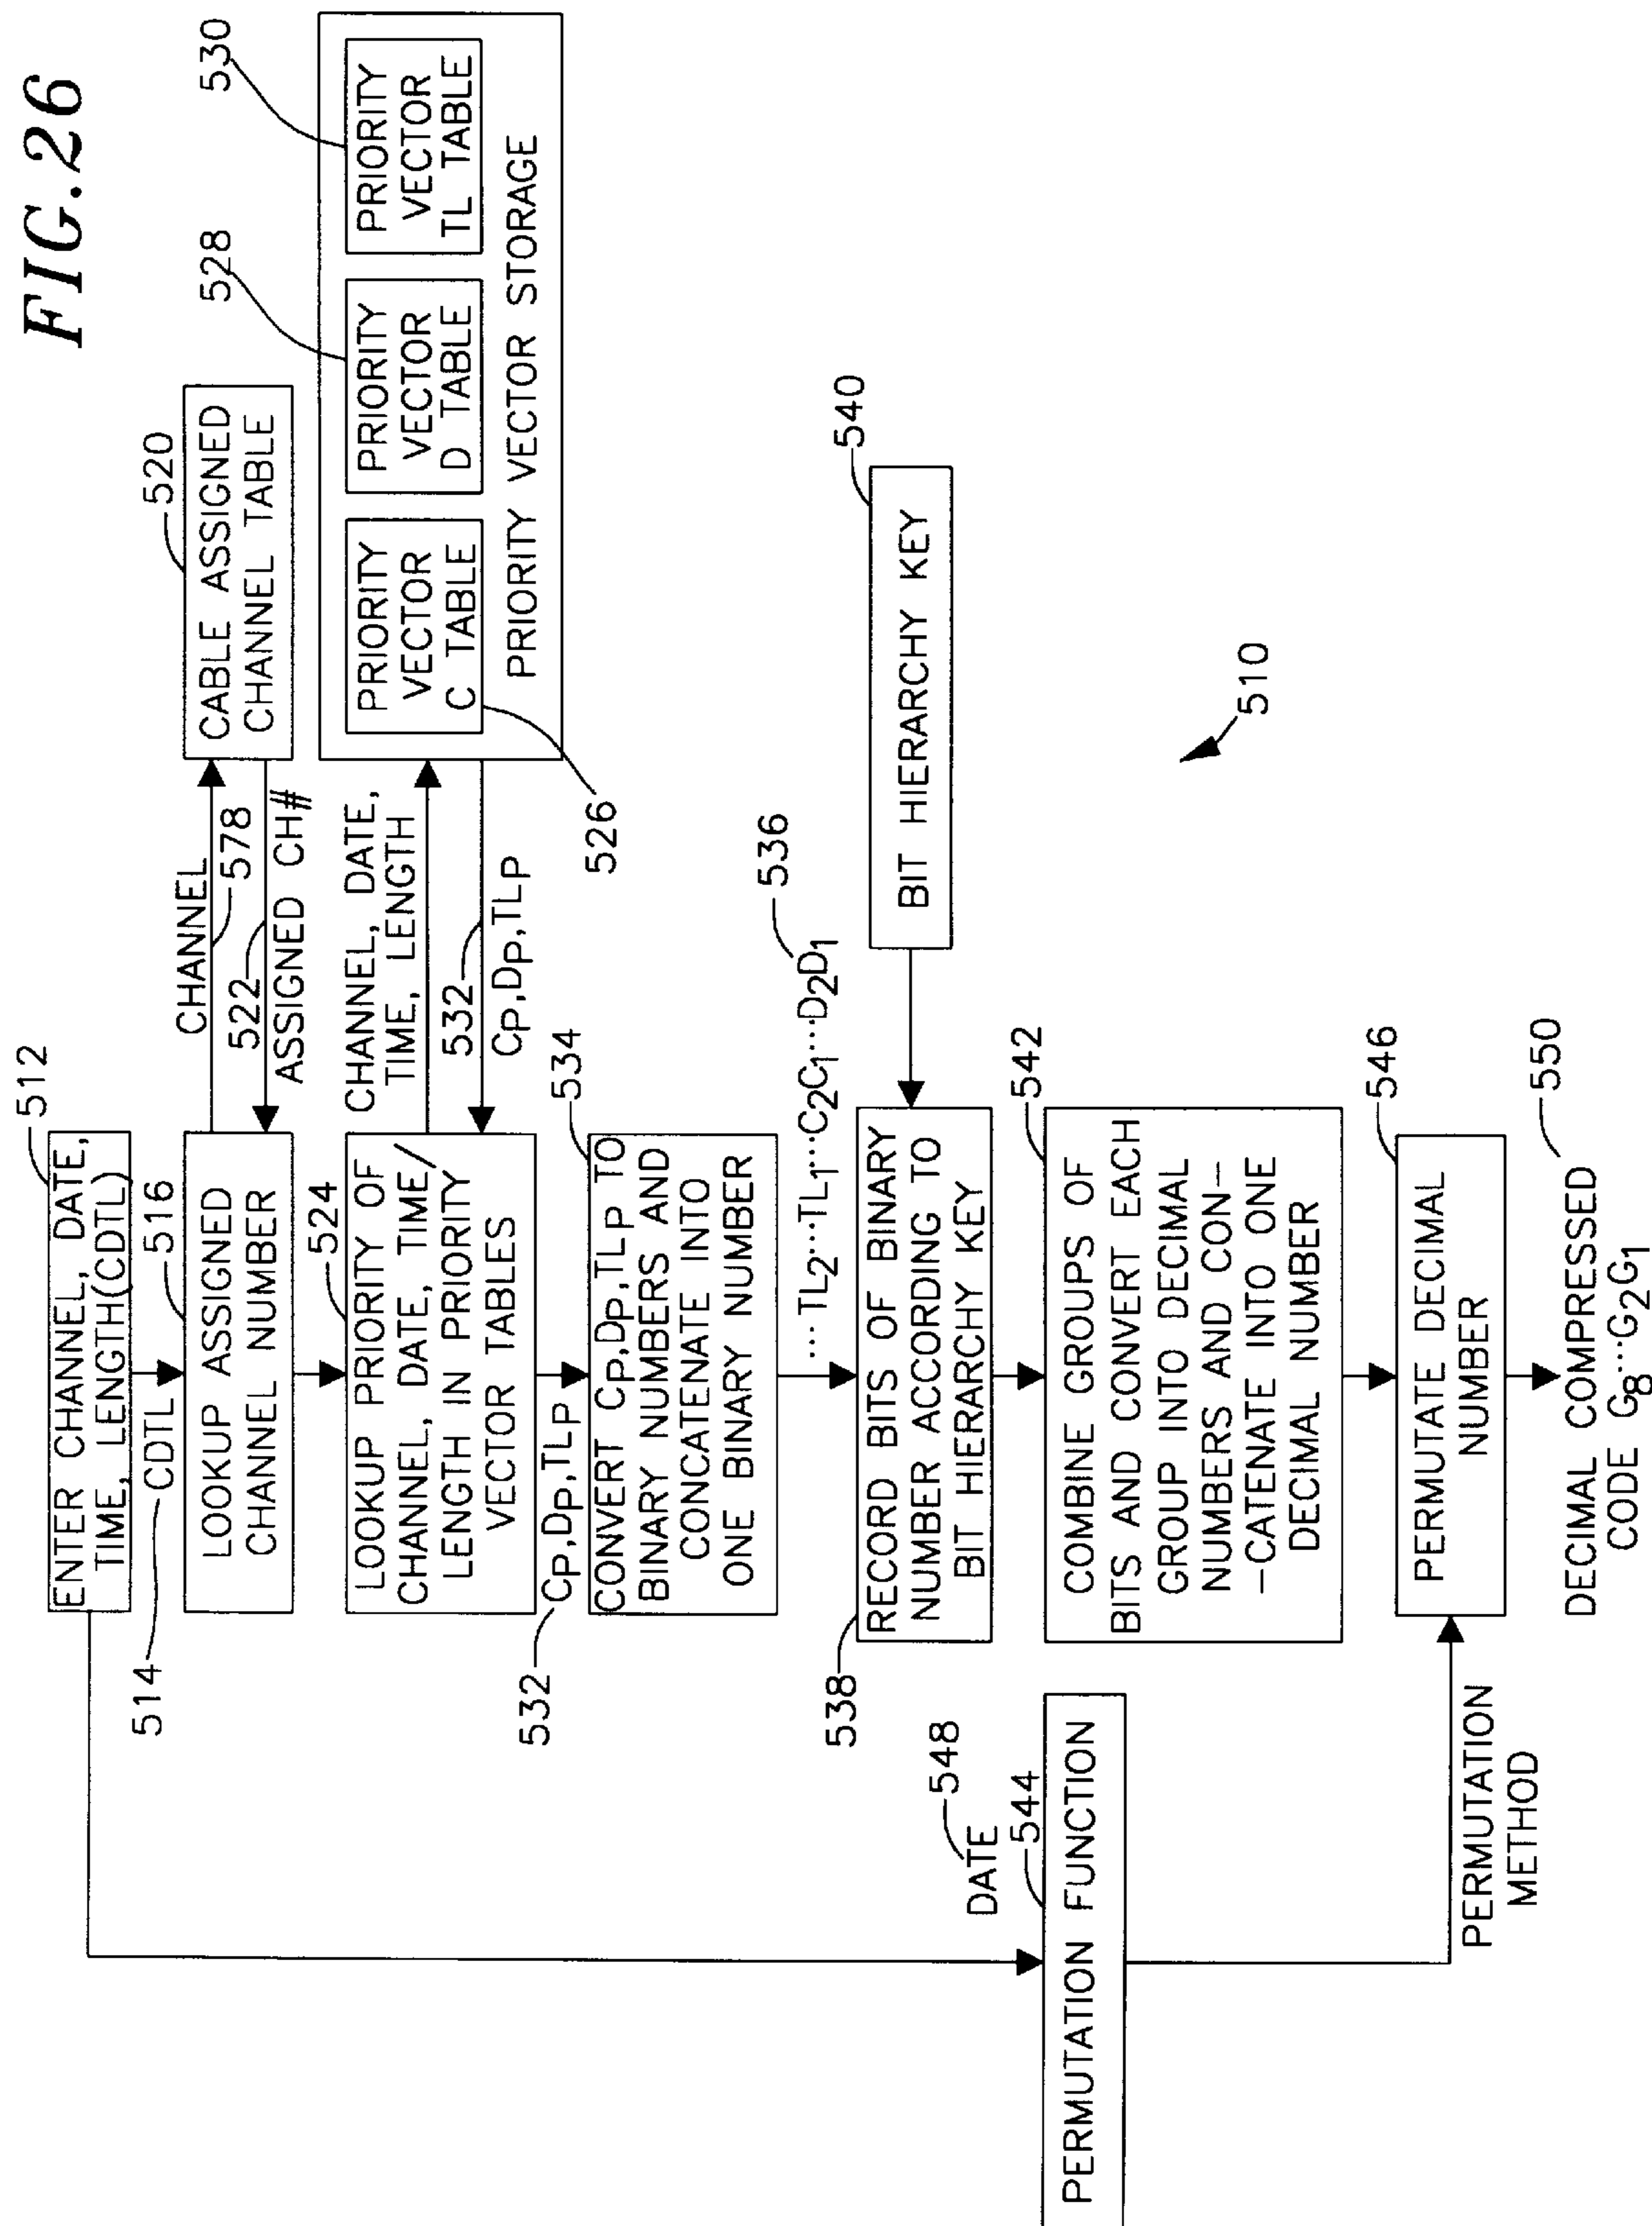 FIG.26
512
ENTER CHANNEL, DATE,
TIME, LENGTH(CDTL)
514 CDTL 516
LOOKUP ASSIGNED
CHANNEL NUMBER
CHANNEL
578
522
ASSIGNED CH#
520
CABLE ASSIGNED
CHANNEL TABLE
524
LOOKUP PRIORITY OF
CHANNEL, DATE, TIME/
LENGTH IN PRIORITY
VECTOR TABLES
CHANNEL, DATE,
TIME, LENGTH
532
CP,DP,TLP
528
530
PRIORITY
VECTOR
C TABLE
PRIORITY
VECTOR
D TABLE
PRIORITY
VECTOR
TL TABLE
PRIORITY VECTOR STORAGE
526
532 CP,DP,TLP
534
CONVERT CP,DP,TLP TO
BINARY NUMBERS AND
CONCATENATE INTO
ONE BINARY NUMBER
...TL2...TL1...C2C1...D2D1
536
538
RECORD BITS OF BINARY
NUMBER ACCORDING TO
BIT HIERARCHY KEY
540
BIT HIERARCHY KEY
542
COMBINE GROUPS OF
BITS AND CONVERT EACH
GROUP INTO DECIMAL
NUMBERS AND CON-
-CATENATE INTO ONE
DECIMAL NUMBER
DATE 548
544
PERMUTATION FUNCTION
PERMUTATION
METHOD
546
PERMUTATE DECIMAL
NUMBER
550
DECIMAL COMPRESSED
CODE G8...G2G1
510